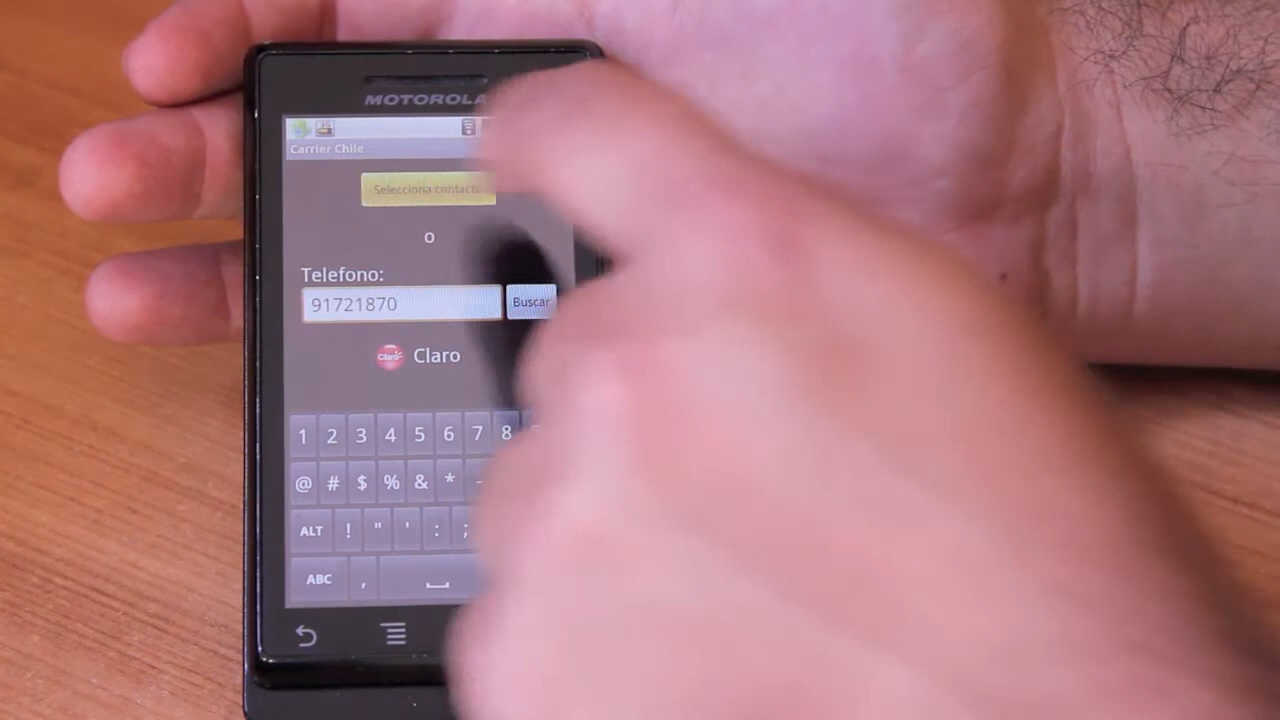 MOTOROLA
Carrier Chile
Selecciona
o
Telefono:
91721870 Buscar
Claro Claro
1 2 3 4 5 6 7 8
@ # $ % & * -
ALT ! " ' : ;
ABC ,